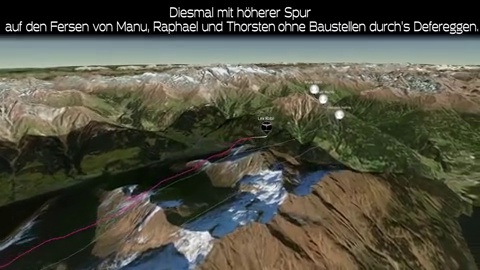 Diesmal mit höherer Spur
auf den Fersen von Manu, Raphael und Thorsten ohne Baustellen durch's Defereggen.